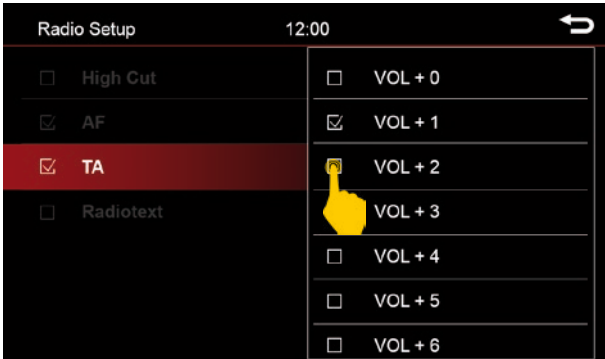 Radio Setup 12:00
High Cut
AF
TA
Radiotext
VOL + 0
VOL + 1
VOL + 2
VOL + 3
VOL + 4
VOL + 5
VOL + 6